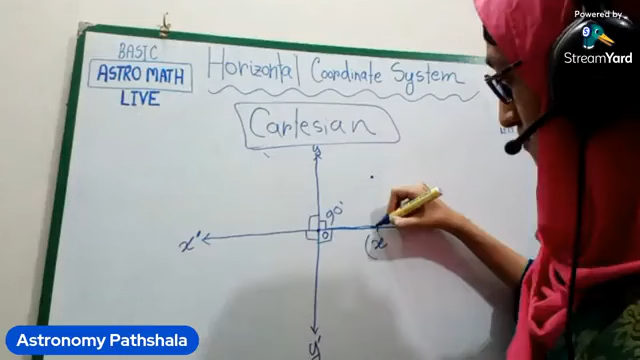 Powered by
StreamYard
BASIC
ASTRO MATH
LIVE
Horizontal Coordinate System
Cartesian
y
90°
x'
O
(x
y'
Astronomy Pathshala